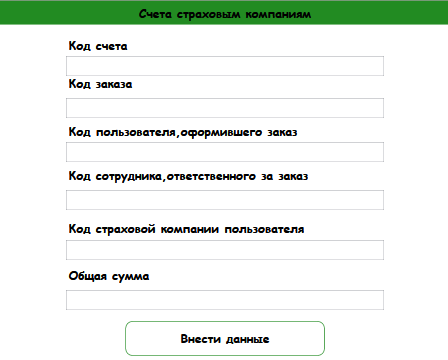 Счета страховым компаниям
Код счета
Код заказа
Код пользователя,оформившего заказ
Код сотрудника,ответственного за заказ
Код страховой компании пользователя
Общая сумма
Внести данные